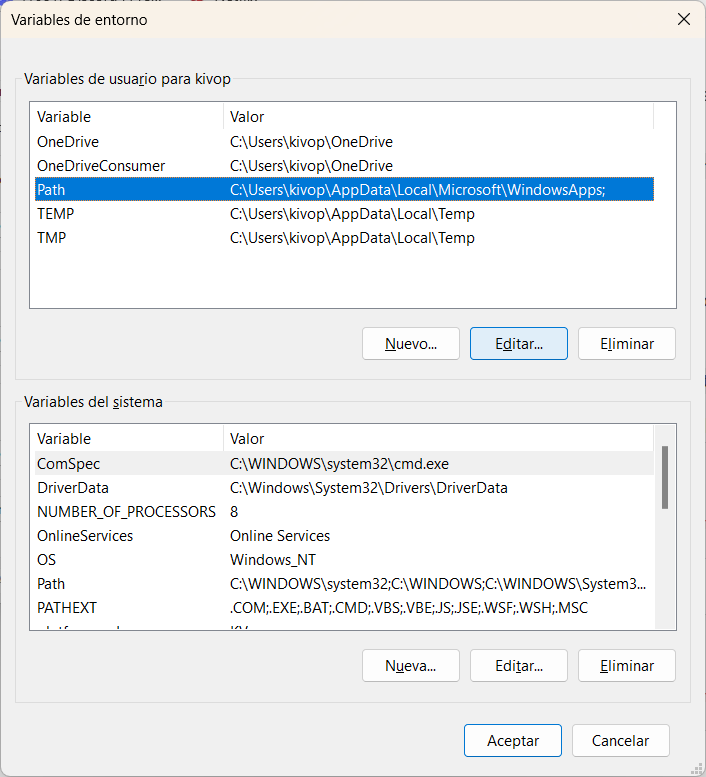 Variables de entorno
Variables de usuario para kivop
Variable Valor
OneDrive C:\Users\kivop\OneDrive
OneDriveConsumer C:\Users\kivop\OneDrive
Path C:\Users\kivop\AppData\Local\Microsoft\WindowsApps;
TEMP C:\Users\kivop\AppData\Local\Temp
TMP C:\Users\kivop\AppData\Local\Temp
Nuevo... Editar... Eliminar
Variables del sistema
Variable Valor
ComSpec C:\WINDOWS\system32\cmd.exe
DriverData C:\Windows\System32\Drivers\DriverData
NUMBER_OF_PROCESSORS 8
OnlineServices Online Services
OS Windows_NT
Path C:\WINDOWS\system32;C:\WINDOWS;C:\WINDOWS\System3...
PATHEXT .COM;.EXE;.BAT;.CMD;.VBS;.VBE;.JS;.JSE;.WSF;.WSH;.MSC
Nueva... Editar... Eliminar
Aceptar Cancelar